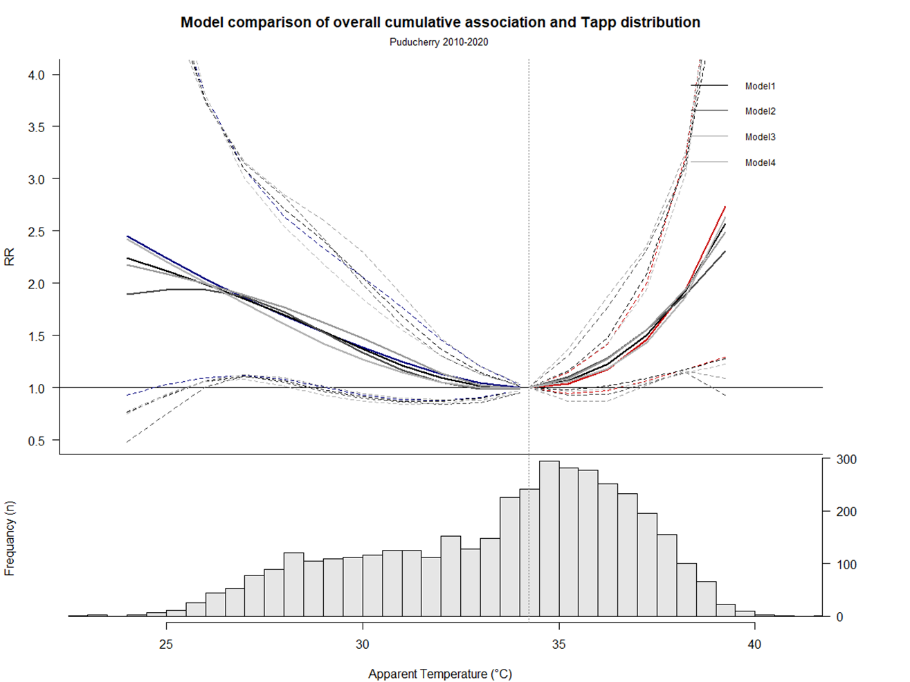 Model comparison of overall cumulative association and Tapp distribution
Puducherry 2010-2020
RR
4.0
3.5
3.0
2.5
2.0
1.5
1.0
0.5
Model1
Model2
Model3
Model4
Frequancy (n)
300
200
100
0
25 30 35 40
Apparent Temperature (°C)